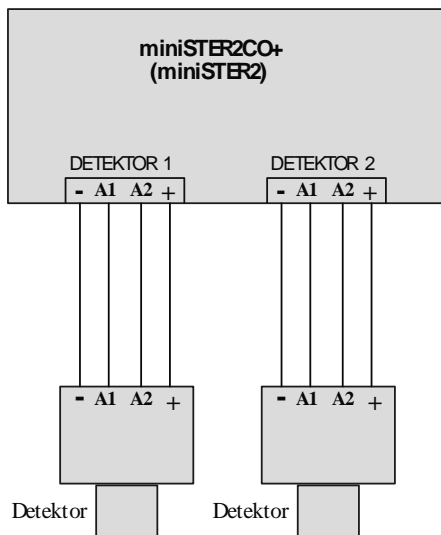 miniSTER2CO+
(miniSTER2)
DETEKTOR 1 DETEKTOR 2
- A1 A2 + - A1 A2 +
- A1 A2 + - A1 A2 +
Detektor Detektor